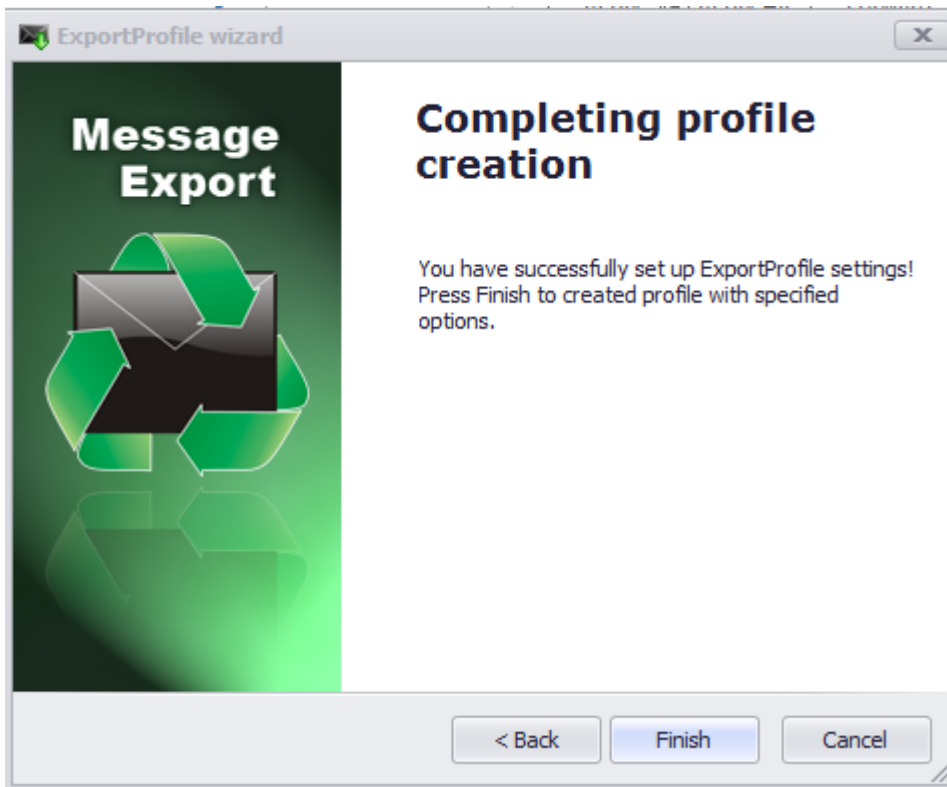 ExportProfile wizard
Message
Export
Completing profile
creation
You have successfully set up ExportProfile settings!
Press Finish to created profile with specified
options.
< Back
Finish
Cancel